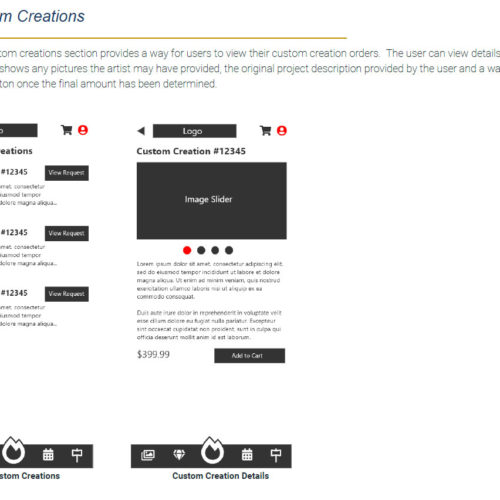 m Creations
tom creations section provides a way for users to view their custom creation orders. The user can view details
shows any pictures the artist may have provided, the original project description provided by the user and a wa
ton once the final amount has been determined.
o
eations
#12345 View Request
amet, consectetur
eiusmod tempor
dolore magna aliqua...
#12345 View Request
amet, consectetur
eiusmod tempor
dolore magna aliqua...
#12345 View Request
amet, consectetur
eiusmod tempor
dolore magna aliqua...
stom Creations
Logo
Custom Creation #12345
Image Slider
Lorem ipsum dolor sit amet, consectetur adipiscing elit,
sed do eiusmod tempor incididunt ut labore et dolore
magna aliqua. Ut enim ad minim veniam, quis nostrud
exercitation ullamco laboris nisi ut aliquip ex ea
commodo consequat.
Duis aute irure dolor in reprehenderit in voluptate velit
esse cillum dolore eu fugiat nulla pariatur. Excepteur
sint occaecat cupidatat non proident, sunt in culpa qui
officia deserunt mollit anim id est laborum.
$399.99 Add to Cart
Custom Creation Details